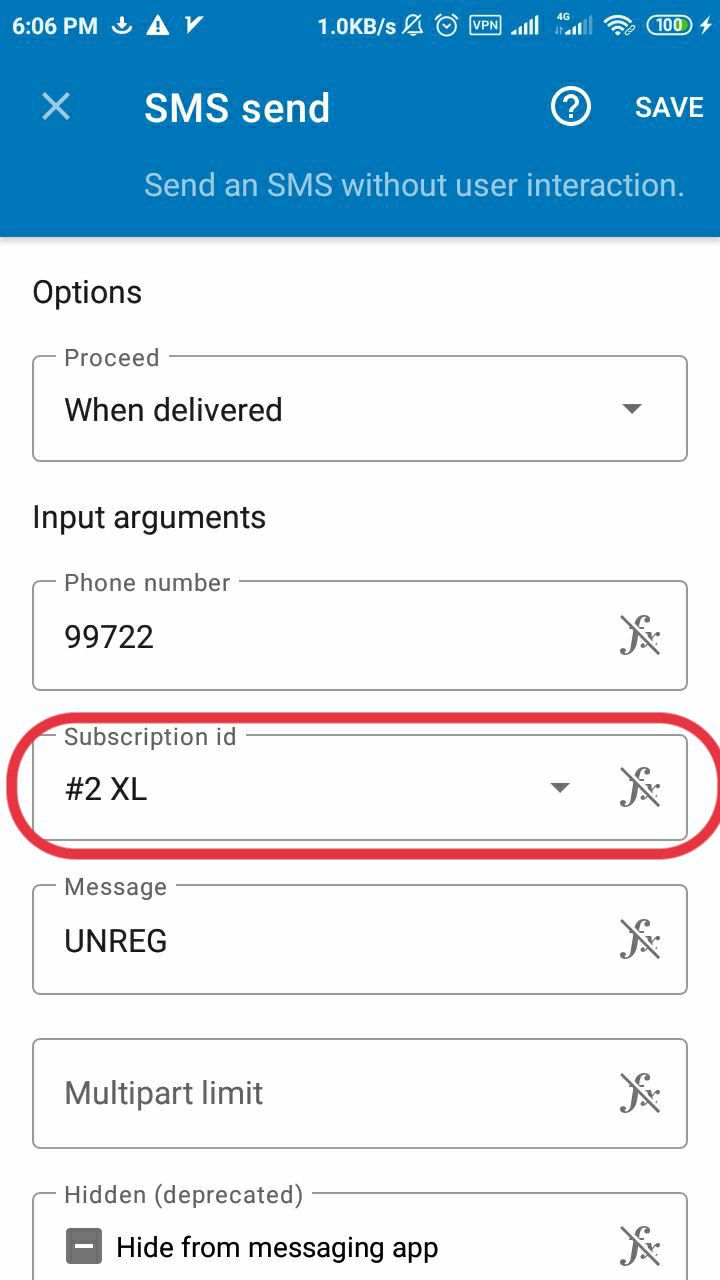 6:06 PM 1.0KB/s VPN 4G 100
SMS send SAVE
Send an SMS without user interaction.
Options
Proceed
When delivered
Input arguments
Phone number
99722
Subscription id
#2 XL
Message
UNREG
Multipart limit
Hidden (deprecated)
Hide from messaging app